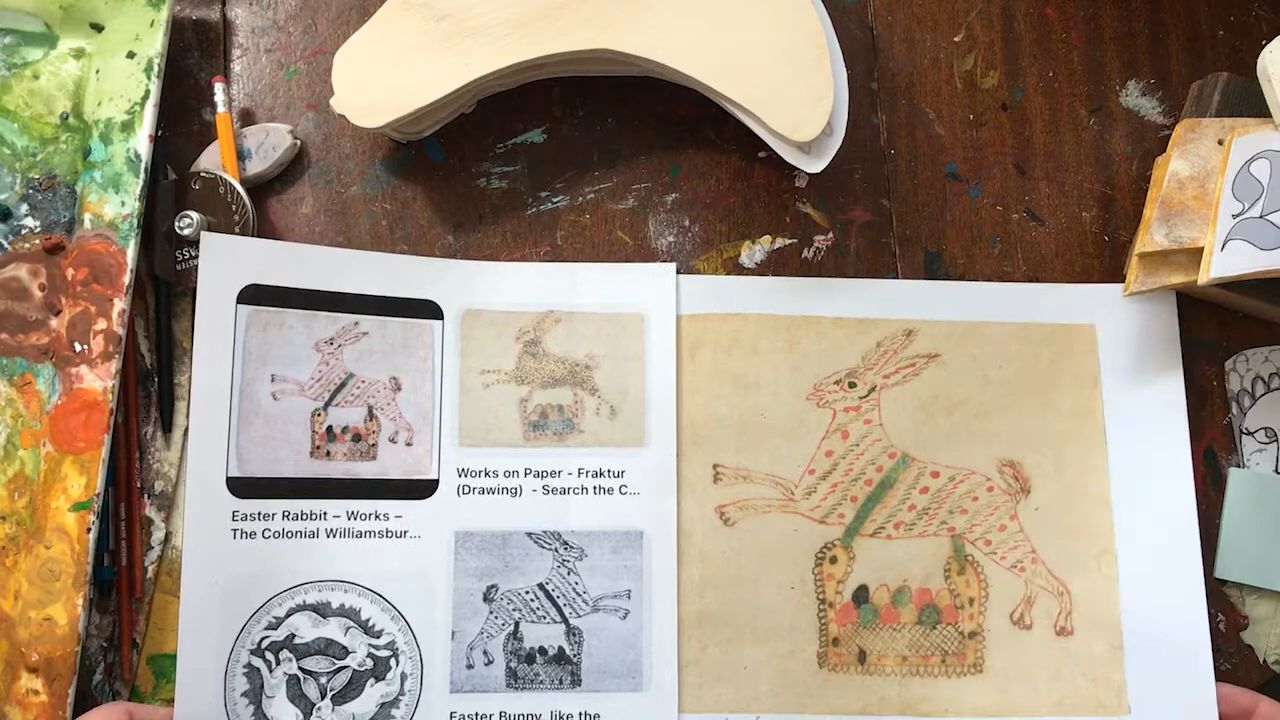 Easter Rabbit – Works –
The Colonial Williamsbur...
Works on Paper - Fraktur
(Drawing) - Search the C...
Easter Bunny, like the